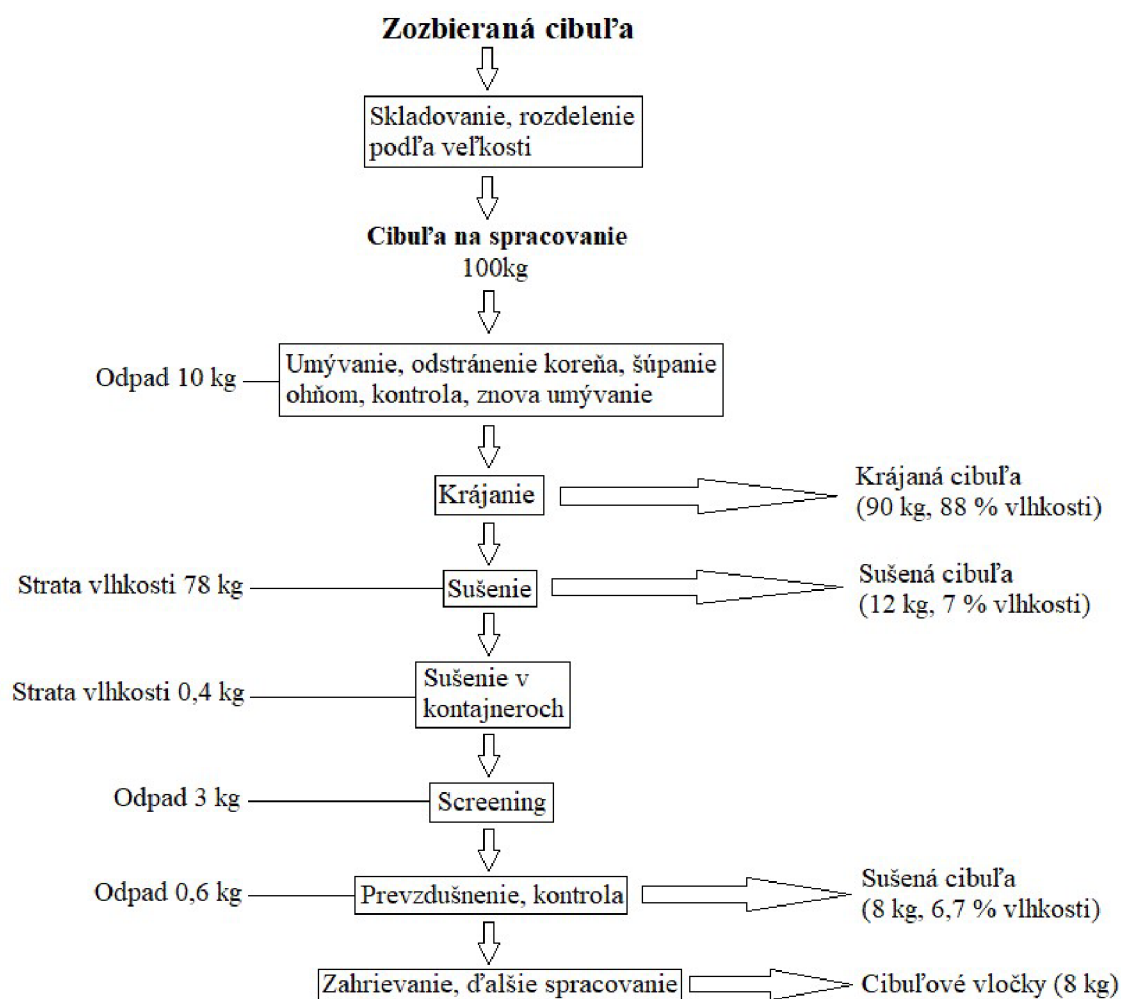 Zozbieraná cibuľa
Skladovanie, rozdelenie
podľa veľkosti
Cibuľa na spracovanie
100kg
Odpad 10 kg
Umývanie, odstránenie koreňa, šúpanie
ohňom, kontrola, znova umývanie
Krájanie
Krájaná cibuľa
(90 kg, 88 % vlhkosti)
Strata vlhkosti 78 kg
Sušenie
Sušená cibuľa
(12 kg, 7 % vlhkosti)
Strata vlhkosti 0,4 kg
Sušenie v
kontajneroch
Odpad 3 kg
Screening
Odpad 0,6 kg
Prevzdušnenie, kontrola
Sušená cibuľa
(8 kg, 6,7 % vlhkosti)
Zahrievanie, ďalšie spracovanie
Cibuľové vločky (8 kg)